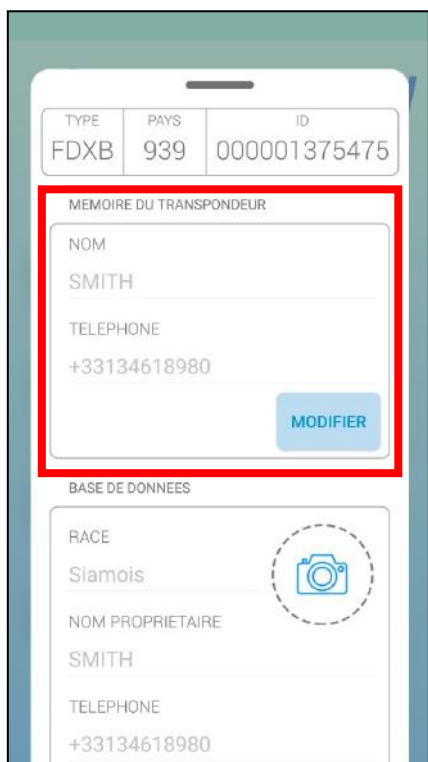 TYPE PAYS ID
FDXB 939 000001375475
MEMOIRE DU TRANSPONDEUR
NOM
SMITH
TELEPHONE
+33134618980
MODIFIER
BASE DE DONNEES
RACE
Siamois
NOM PROPRIETAIRE
SMITH
TELEPHONE
+33134618980